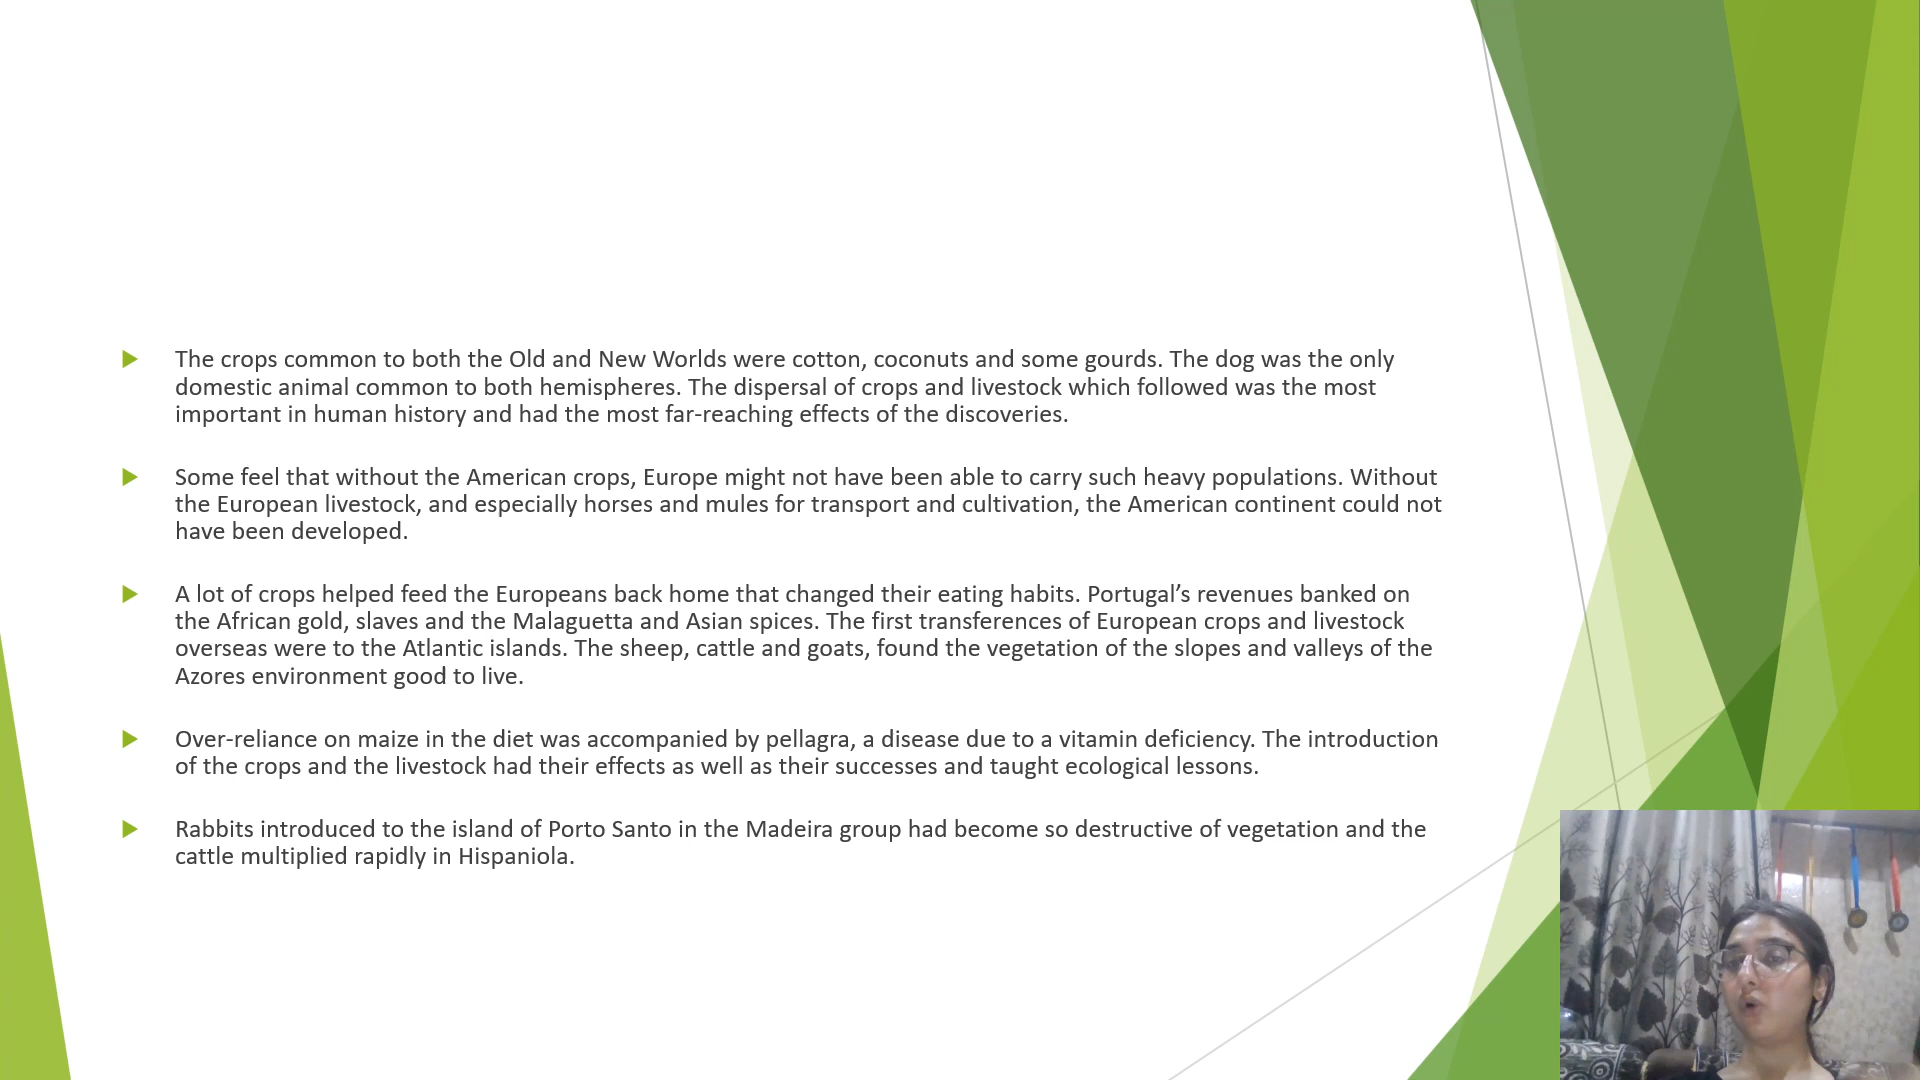 The crops common to both the Old and New Worlds were cotton, coconuts and some gourds. The dog was the only
domestic animal common to both hemispheres. The dispersal of crops and livestock which followed was the most
important in human history and had the most far-reaching effects of the discoveries.
Some feel that without the American crops, Europe might not have been able to carry such heavy populations. Without
the European livestock, and especially horses and mules for transport and cultivation, the American continent could not
have been developed.
A lot of crops helped feed the Europeans back home that changed their eating habits. Portugal’s revenues banked on
the African gold, slaves and the Malaguetta and Asian spices. The first transferences of European crops and livestock
overseas were to the Atlantic islands. The sheep, cattle and goats, found the vegetation of the slopes and valleys of the
Azores environment good to live.
Over-reliance on maize in the diet was accompanied by pellagra, a disease due to a vitamin deficiency. The introduction
of the crops and the livestock had their effects as well as their successes and taught ecological lessons.
Rabbits introduced to the island of Porto Santo in the Madeira group had become so destructive of vegetation and the
cattle multiplied rapidly in Hispaniola.